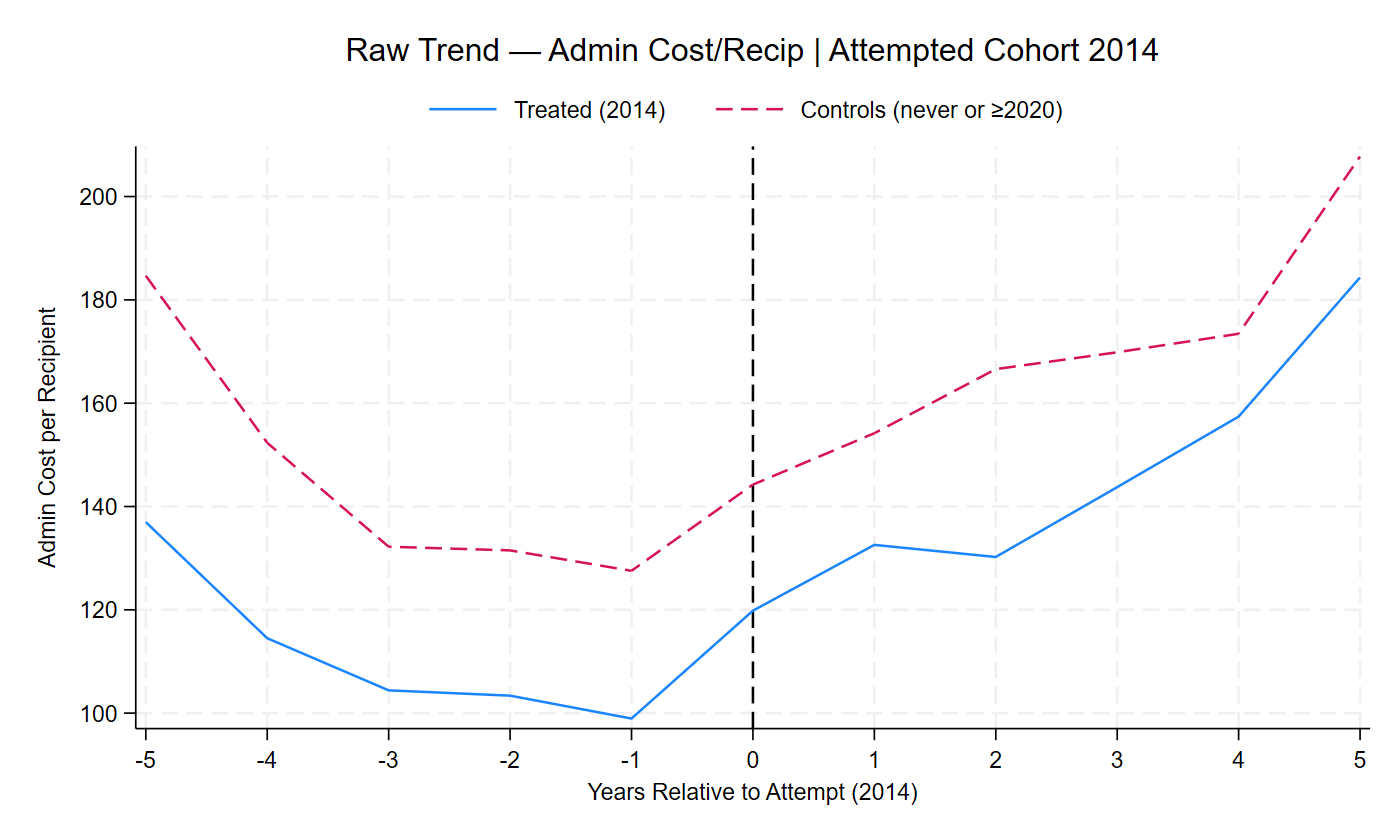 Raw Trend — Admin Cost/Recip | Attempted Cohort 2014
Treated (2014)
Controls (never or ≥2020)
Admin Cost per Recipient
200
180
160
140
120
100
-5 -4 -3 -2 -1 0 1 2 3 4 5
Years Relative to Attempt (2014)